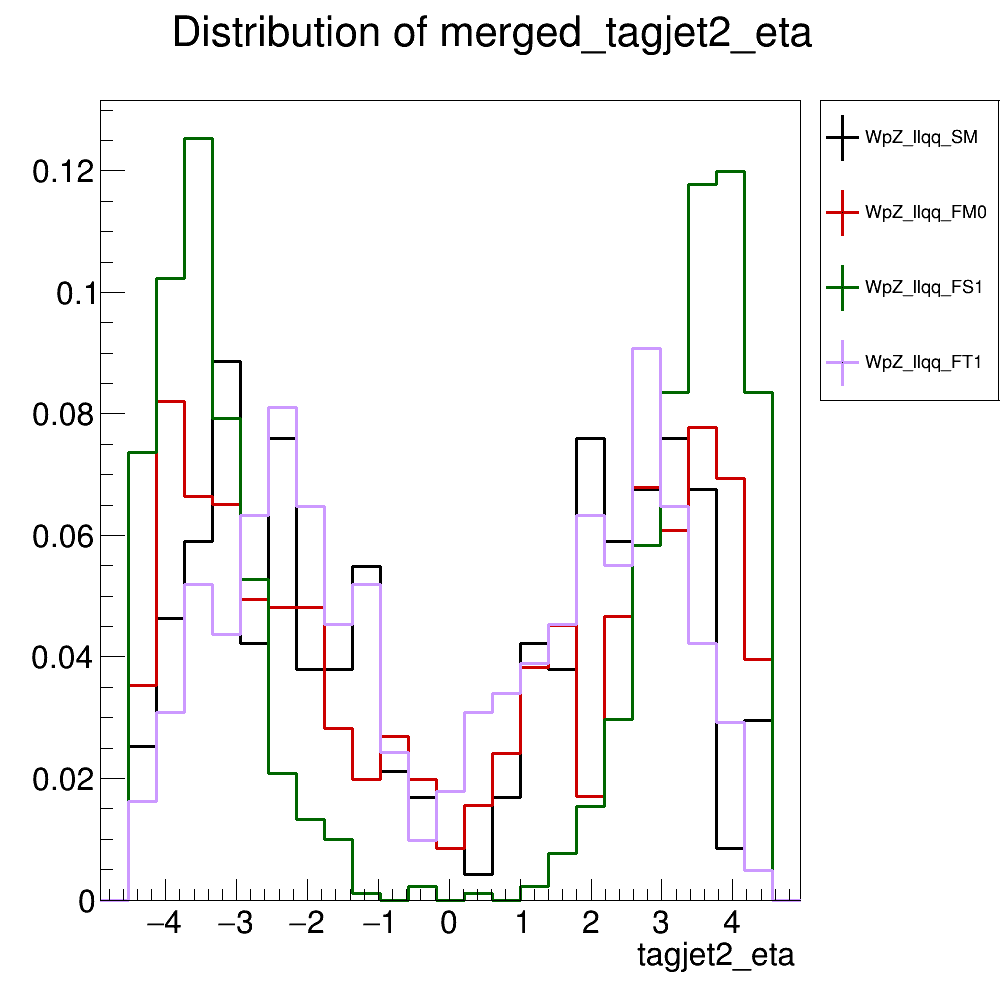 Distribution of merged_tagjet2_eta
WpZ_llqq_SM
WpZ_llqq_FM0
WpZ_llqq_FS1
WpZ_llqq_FT1
0.12
0.1
0.08
0.06
0.04
0.02
0
−4 −3 −2 −1 0 1 2 3 4
tagjet2_eta